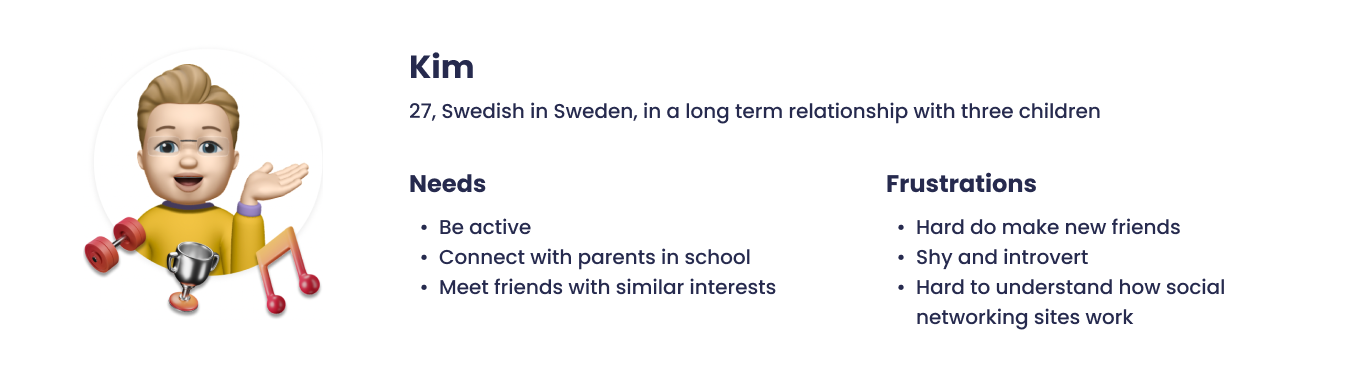 Kim
27, Swedish in Sweden, in a long term relationship with three children
Needs
• Be active
• Connect with parents in school
• Meet friends with similar interests
Frustrations
• Hard do make new friends
• Shy and introvert
• Hard to understand how social
networking sites work